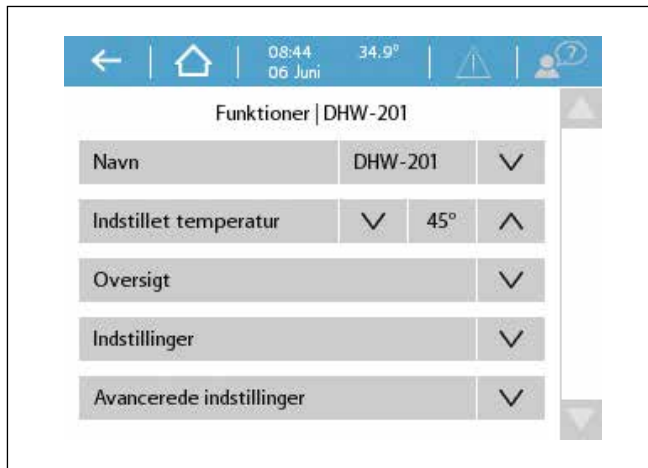 08:44 34.9°
06 Juni
?
Funktioner | DHW-201
Navn DHW-201
Indstillet temperatur 45°
Oversigt
Indstillinger
Avancerede indstillinger